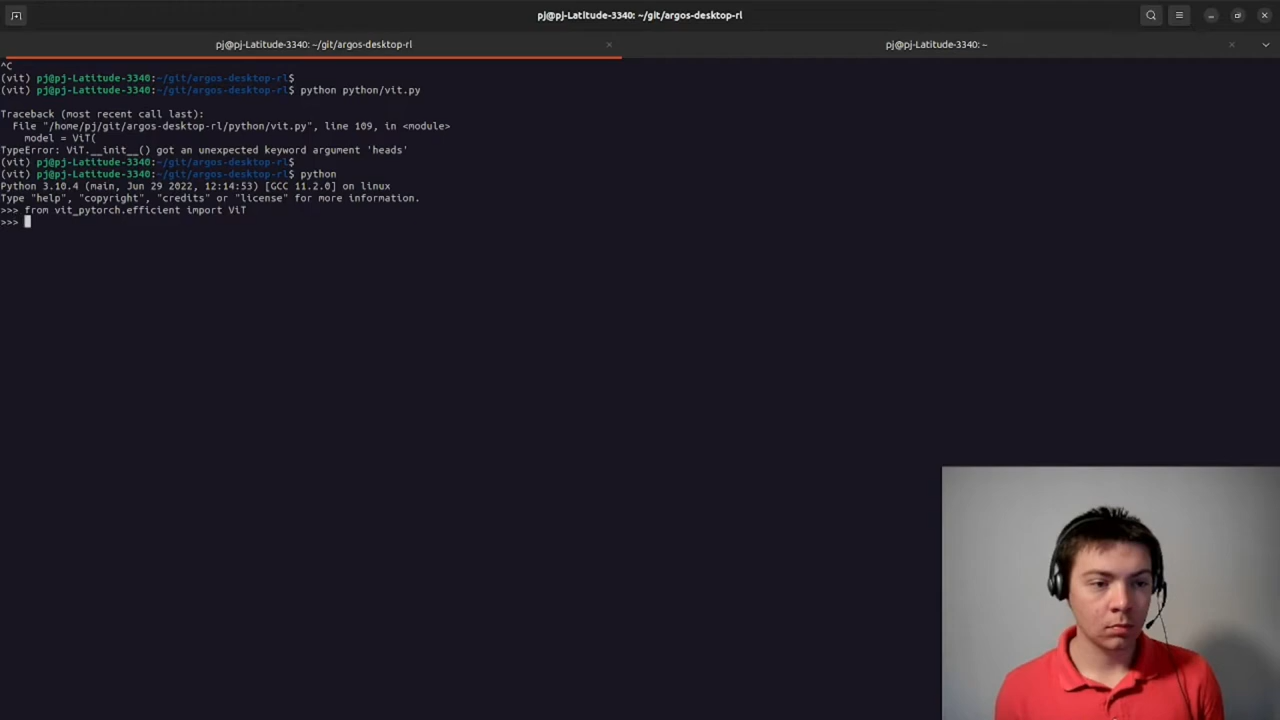 pj@pj-Latitude-3340: ~/git/argos-desktop-rl
pj@pj-Latitude-3340: ~/git/argos-desktop-rl
pj@pj-Latitude-3340: ~
^C
(vit) pj@pj-Latitude-3340:~/git/argos-desktop-rl$
(vit) pj@pj-Latitude-3340:~/git/argos-desktop-rl$ python python/vit.py
Traceback (most recent call last):
  File "/home/pj/git/argos-desktop-rl/python/vit.py", line 109, in <module>
    model = ViT(
TypeError: ViT.__init__() got an unexpected keyword argument 'heads'
(vit) pj@pj-Latitude-3340:~/git/argos-desktop-rl$
(vit) pj@pj-Latitude-3340:~/git/argos-desktop-rl$ python
Python 3.10.4 (main, Jun 29 2022, 12:14:53) [GCC 11.2.0] on linux
Type "help", "copyright", "credits" or "license" for more information.
>>> from vit_pytorch.efficient import ViT
>>>